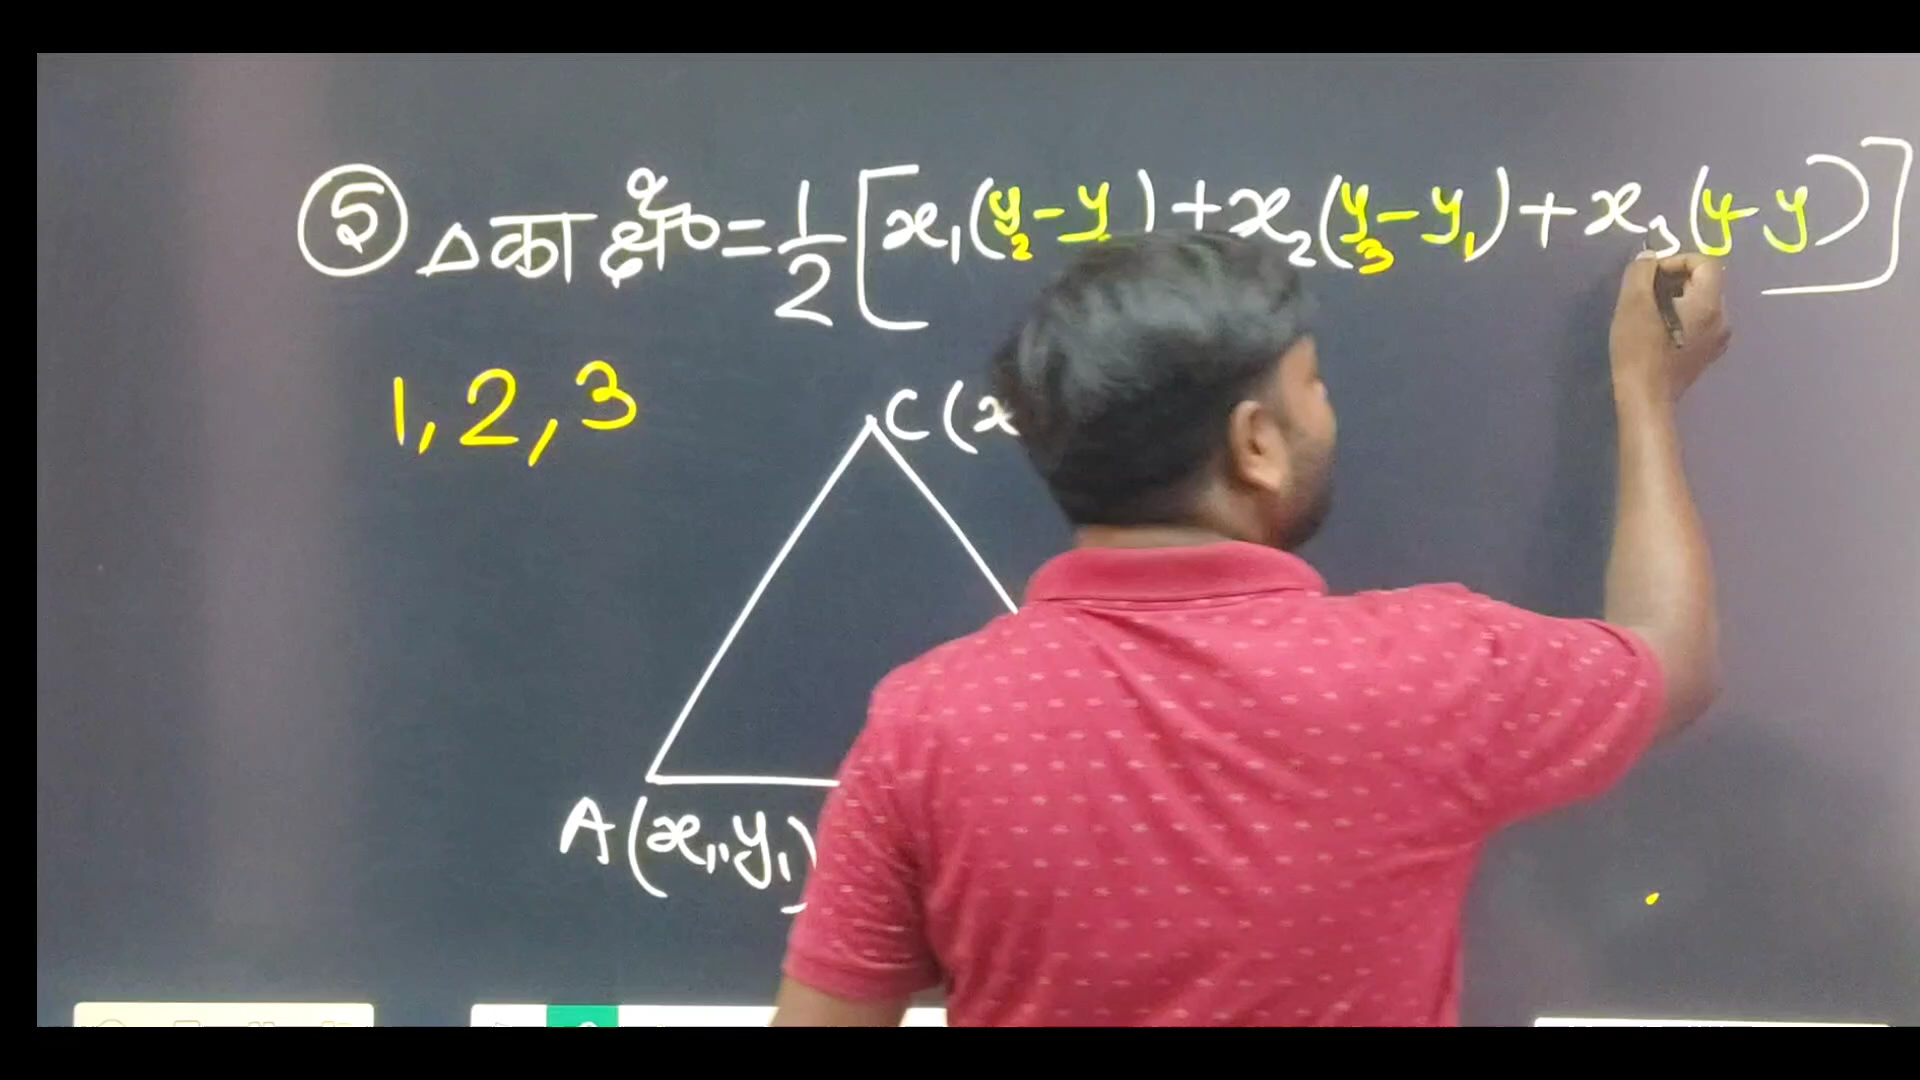 5 △का क्षे० = 1/2 [x₁(y₂-y) + x₂(y₃-y₁) + x₃(y-y)]
1, 2, 3
C(x
A(x₁, y₁)